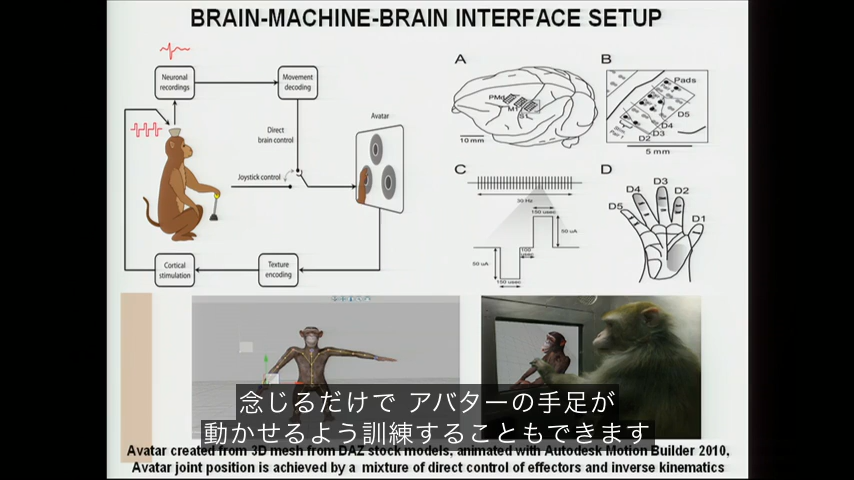 BRAIN-MACHINE-BRAIN INTERFACE SETUP
Neuronal
recordings
Movement
decoding
Direct
brain control
Avatar
Joystick control
Cortical
stimulation
Texture
encoding
A
PMd
M1
S1
10 mm
B
Pads
D5
D4
D3
D2
5 mm
C
30 Hz
150 usec
50 uA
100
usec
50 uA
150 usec
D
D3
D4
D2
D5
D1
念じるだけで アバターの手足が
動かせるよう訓練することもできます
Avatar created from 3D mesh from DAZ stock models, animated with Autodesk Motion Builder 2010,
Avatar joint position is achieved by a mixture of direct control of effectors and inverse kinematics